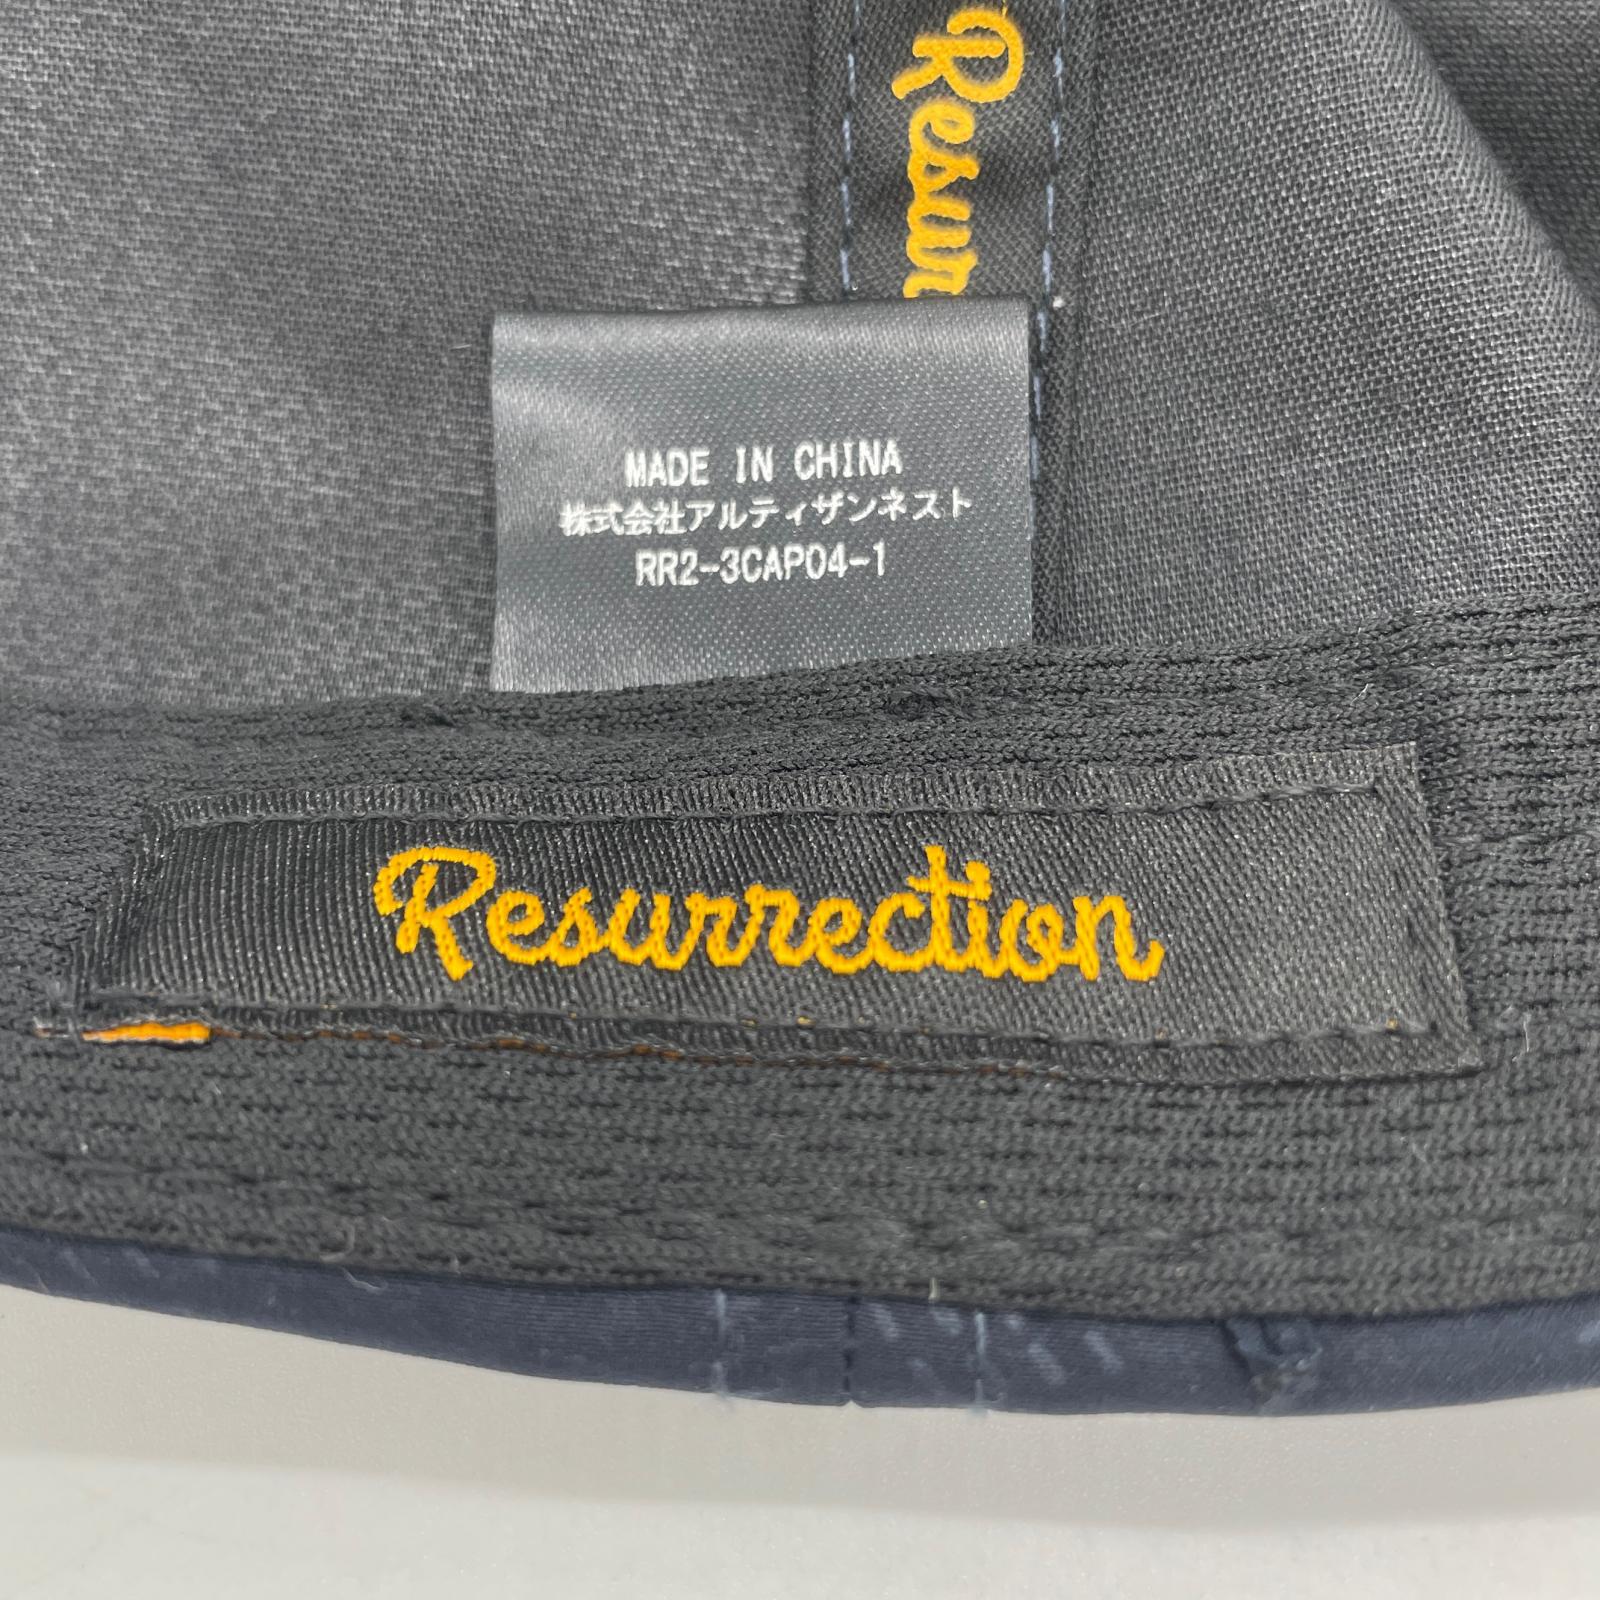 Resur
MADE IN CHINA
株式会社アルティザンネスト
RR2-3CAP04-1
Resurrection